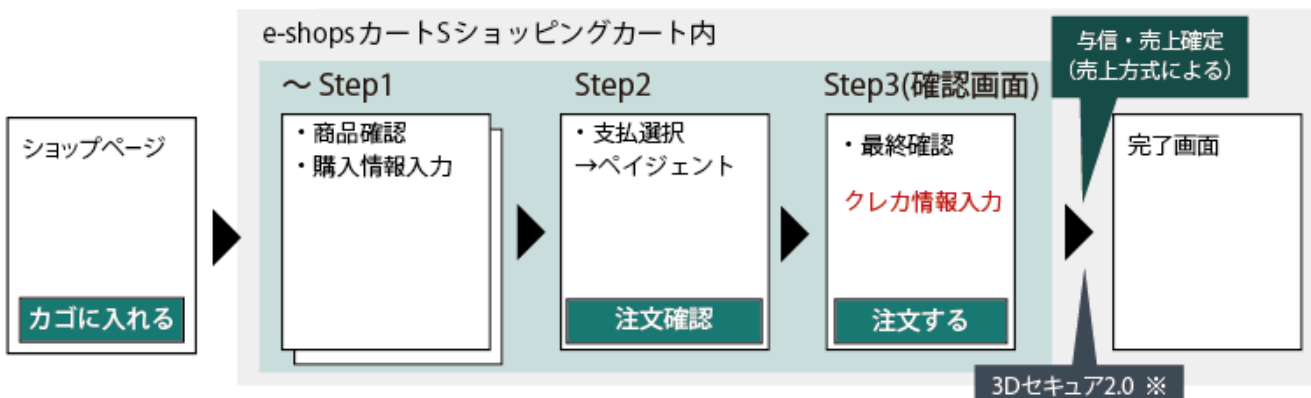 e-shopsカートSショッピングカート内
与信・売上確定
（売上方式による）
～ Step1
Step2
Step3(確認画面)
ショップページ
カゴに入れる
・商品確認
・購入情報入力
・支払選択
→ペイジェント
注文確認
・最終確認
クレカ情報入力
注文する
完了画面
3Dセキュア2.0 ※